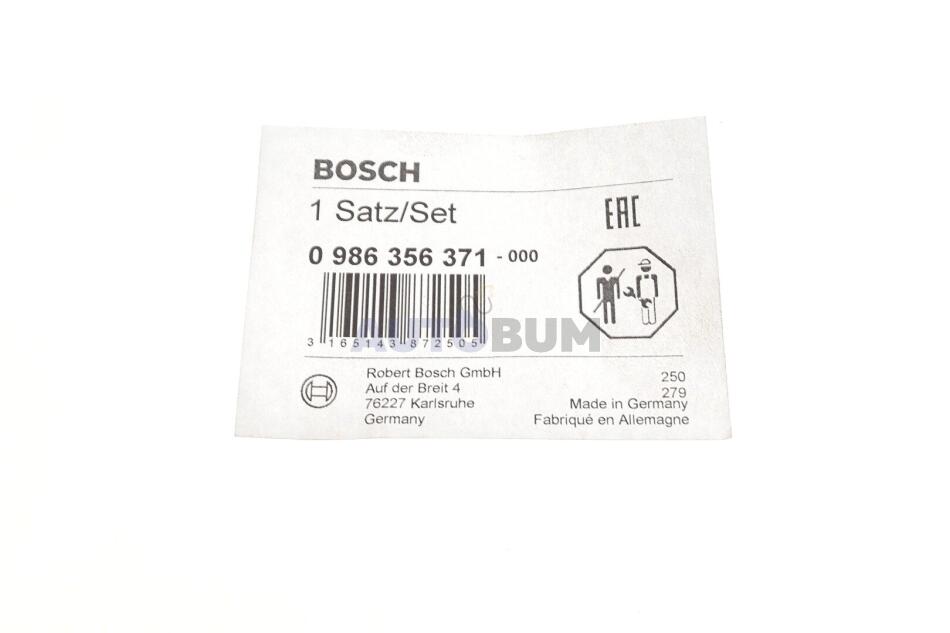 BOSCH
1 Satz/Set
EAC
0 986 356 371 - 000
3 165143 872505
AUTOBUM
Robert Bosch GmbH
Auf der Breit 4
76227 Karlsruhe
Germany
250
279
Made in Germany
Fabriqué en Allemagne